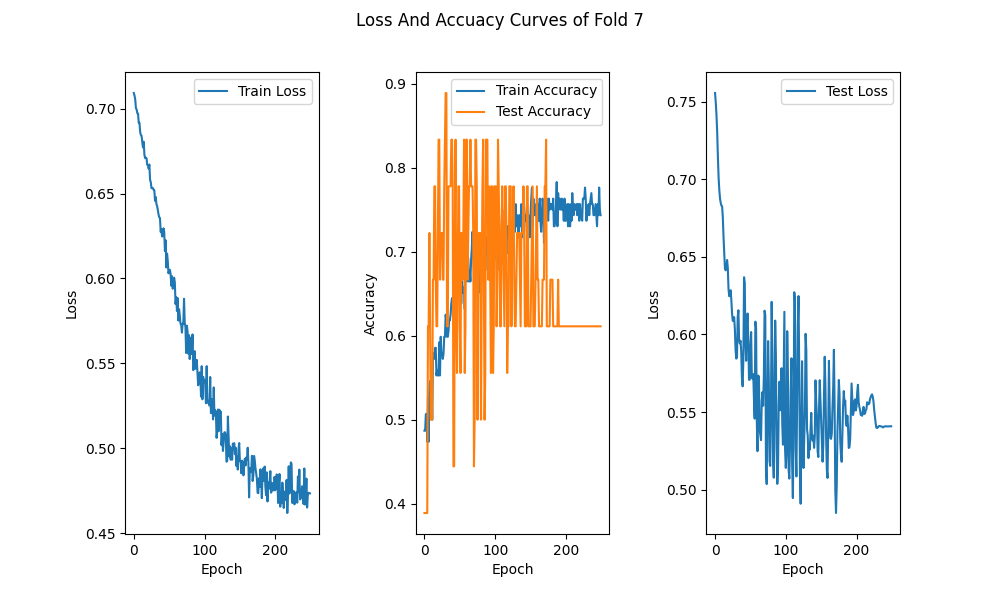 Loss And Accuacy Curves of Fold 7
Train Loss
0.70
0.65
0.60
0.55
0.50
0.45
Loss
0 100 200
Epoch
Train Accuracy
Test Accuracy
0.9
0.8
0.7
0.6
0.5
0.4
Accuracy
0 100 200
Epoch
Test Loss
0.75
0.70
0.65
0.60
0.55
0.50
Loss
0 100 200
Epoch